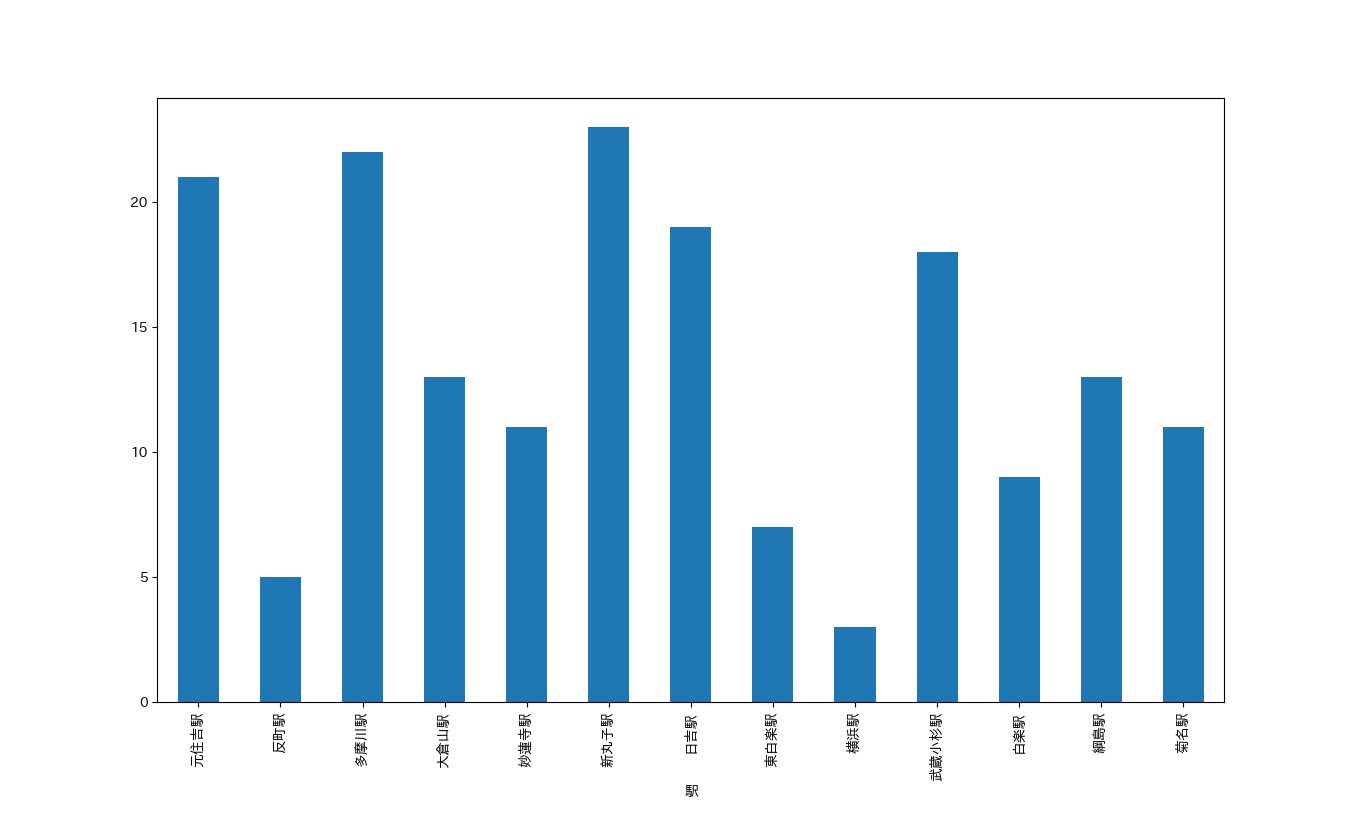 20
15
10
5
0
元住吉駅
反町駅
多摩川駅
大倉山駅
妙蓮寺駅
新丸子駅
日吉駅
東白楽駅
横浜駅
武蔵小杉駅
白楽駅
綱島駅
菊名駅